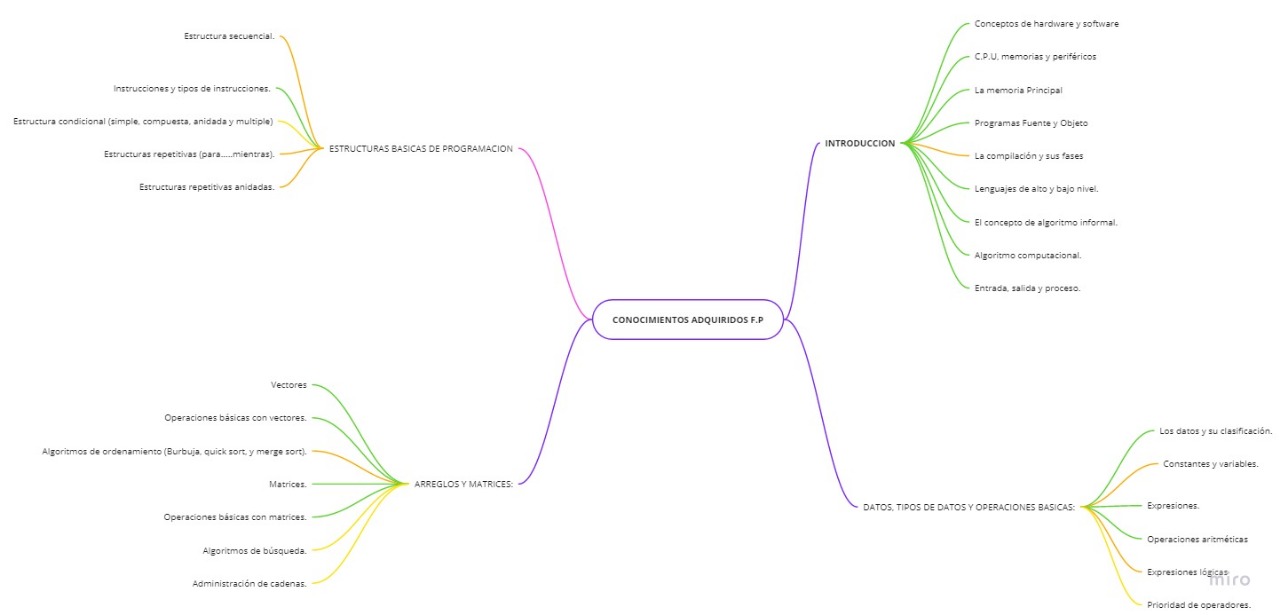 CONOCIMIENTOS ADQUIRIDOS F.P
ESTRUCTURAS BASICAS DE PROGRAMACION
Estructura secuencial.
Instrucciones y tipos de instrucciones.
Estructura condicional (simple, compuesta, anidada y multiple)
Estructuras repetitivas (para.....mientras).
Estructuras repetitivas anidadas.
INTRODUCCION
Conceptos de hardware y software
C.P.U, memorias y periféricos
La memoria Principal
Programas Fuente y Objeto
La compilación y sus fases
Lenguajes de alto y bajo nivel.
El concepto de algoritmo informal.
Algoritmo computacional.
Entrada, salida y proceso.
ARREGLOS Y MATRICES:
Vectores
Operaciones básicas con vectores.
Algoritmos de ordenamiento (Burbuja, quick sort, y merge sort).
Matrices.
Operaciones básicas con matrices.
Algoritmos de búsqueda.
Administración de cadenas.
DATOS, TIPOS DE DATOS Y OPERACIONES BASICAS:
Los datos y su clasificación.
Constantes y variables.
Expresiones.
Operaciones aritméticas
Expresiones lógicas
Prioridad de operadores.
miro